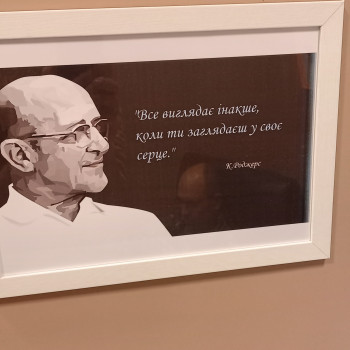 "Все виглядає інакше,
коли ти заглядаєш у своє
серце."
К.Роджерс